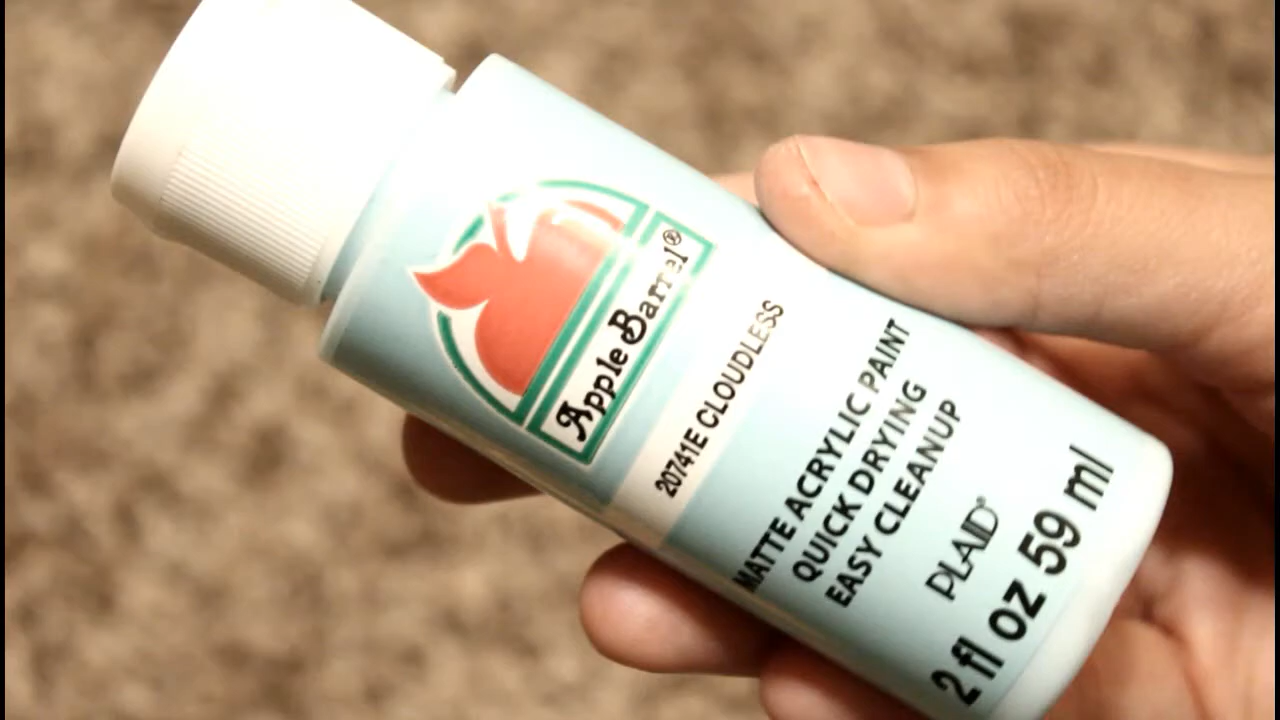 Apple Barrel®
20741E CLOUDLESS
MATTE ACRYLIC PAINT
QUICK DRYING
EASY CLEANUP
PLAID®
2 fl oz 59 ml